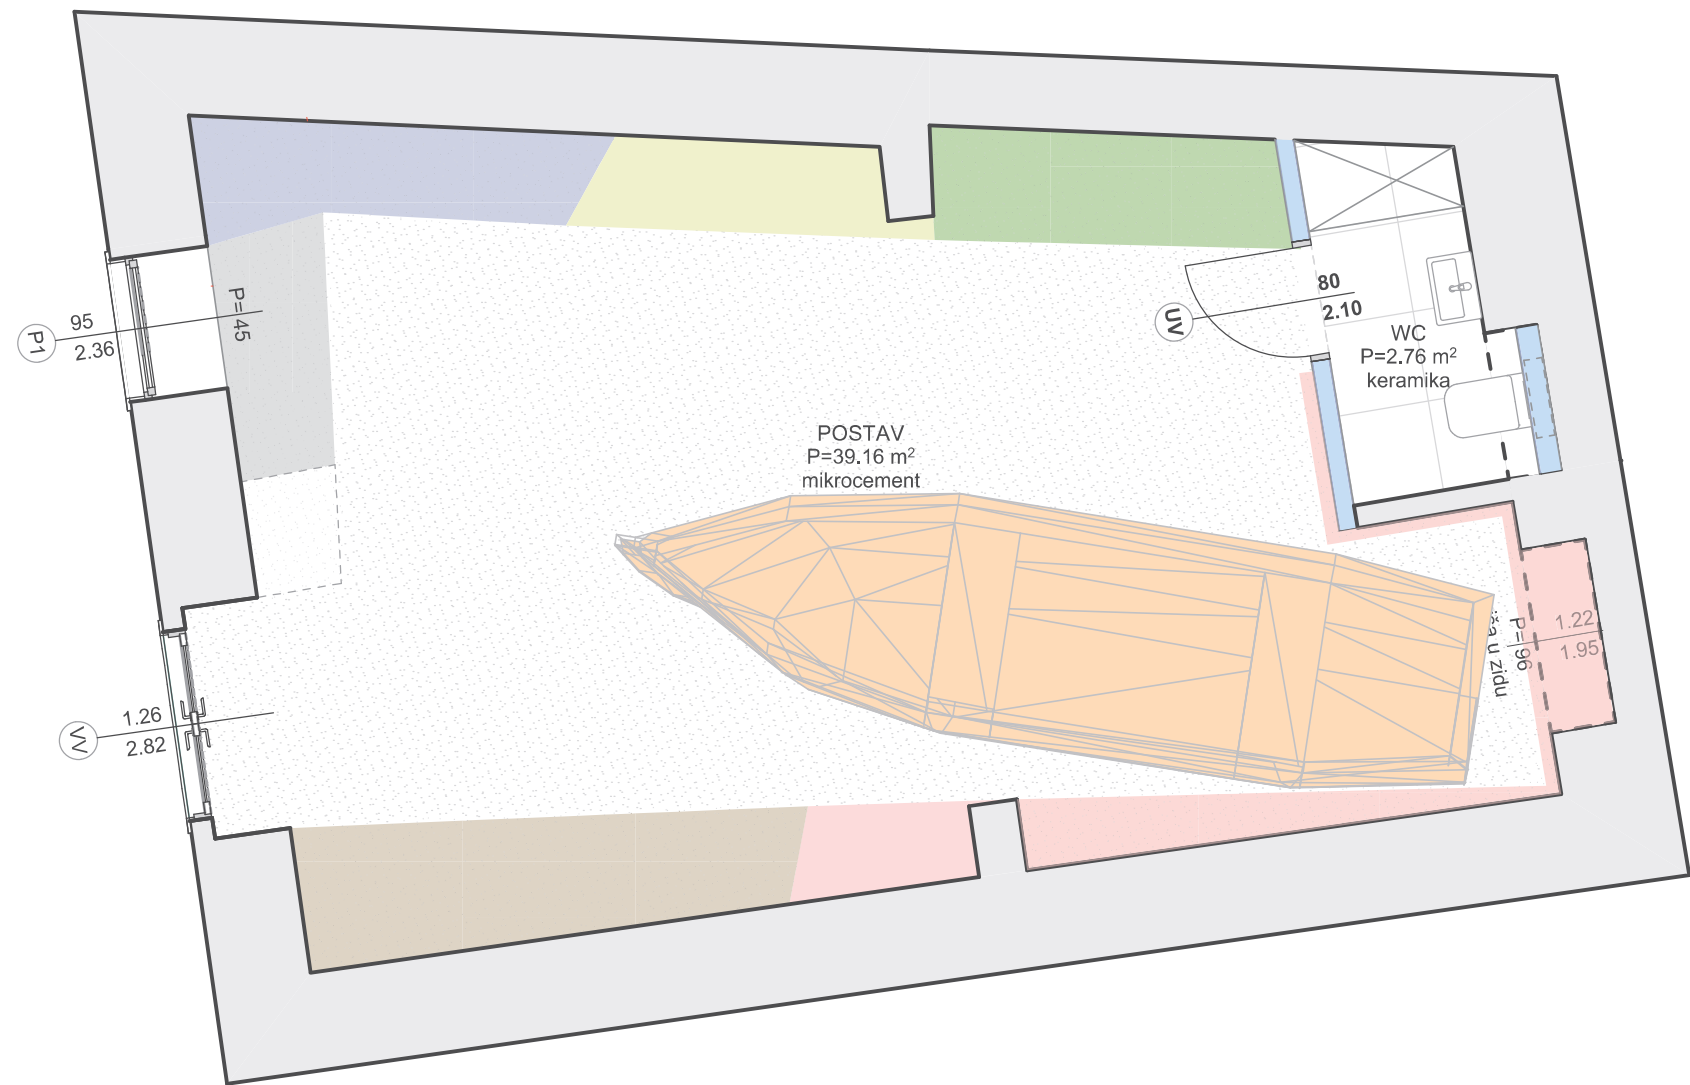 P1
95
2.36
P=45
80
2.10
UV
WC
P=2.76 m²
keramika
POSTAV
P=39.16 m²
mikrocement
u zidu
P=96
1.22
1.95
VV
1.26
2.82